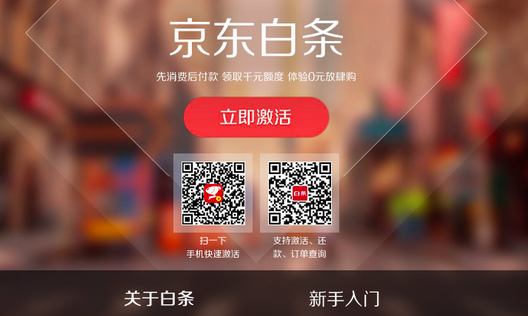 京东白条
先消费后付款 领取千元额度 体验0元放肆购
立即激活
白条
扫一下
手机快速激活
支持激活、还
款、订单查询
关于白条
新手入门